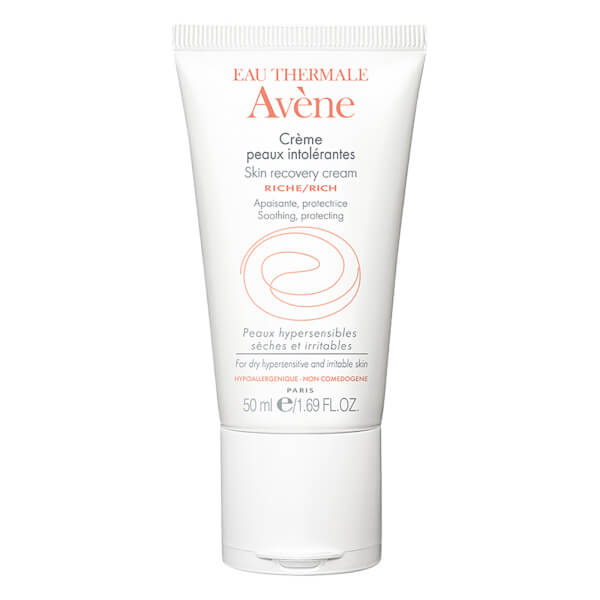 EAU THERMALE
Avène
Crème
peaux intolérantes
Skin recovery cream
RICHE/RICH
Apaisante, protectrice
Soothing, protecting
Peaux hypersensibles
sèches et irritables
For dry hypersensitive and irritable skin
HYPOALLERGENIQUE - NON COMEDOGENE
PARIS
50 ml ℮/1.69 FL.OZ.